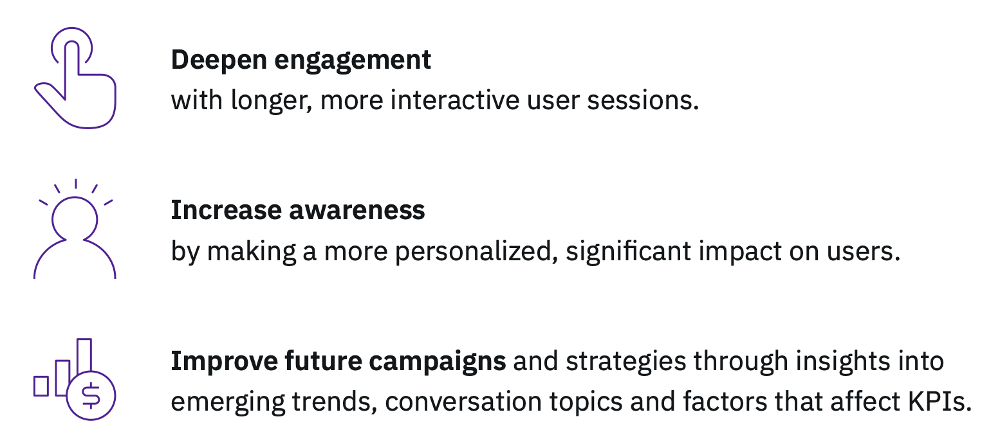 Deepen engagement
with longer, more interactive user sessions.
Increase awareness
by making a more personalized, significant impact on users.
Improve future campaigns and strategies through insights into
emerging trends, conversation topics and factors that affect KPIs.
$